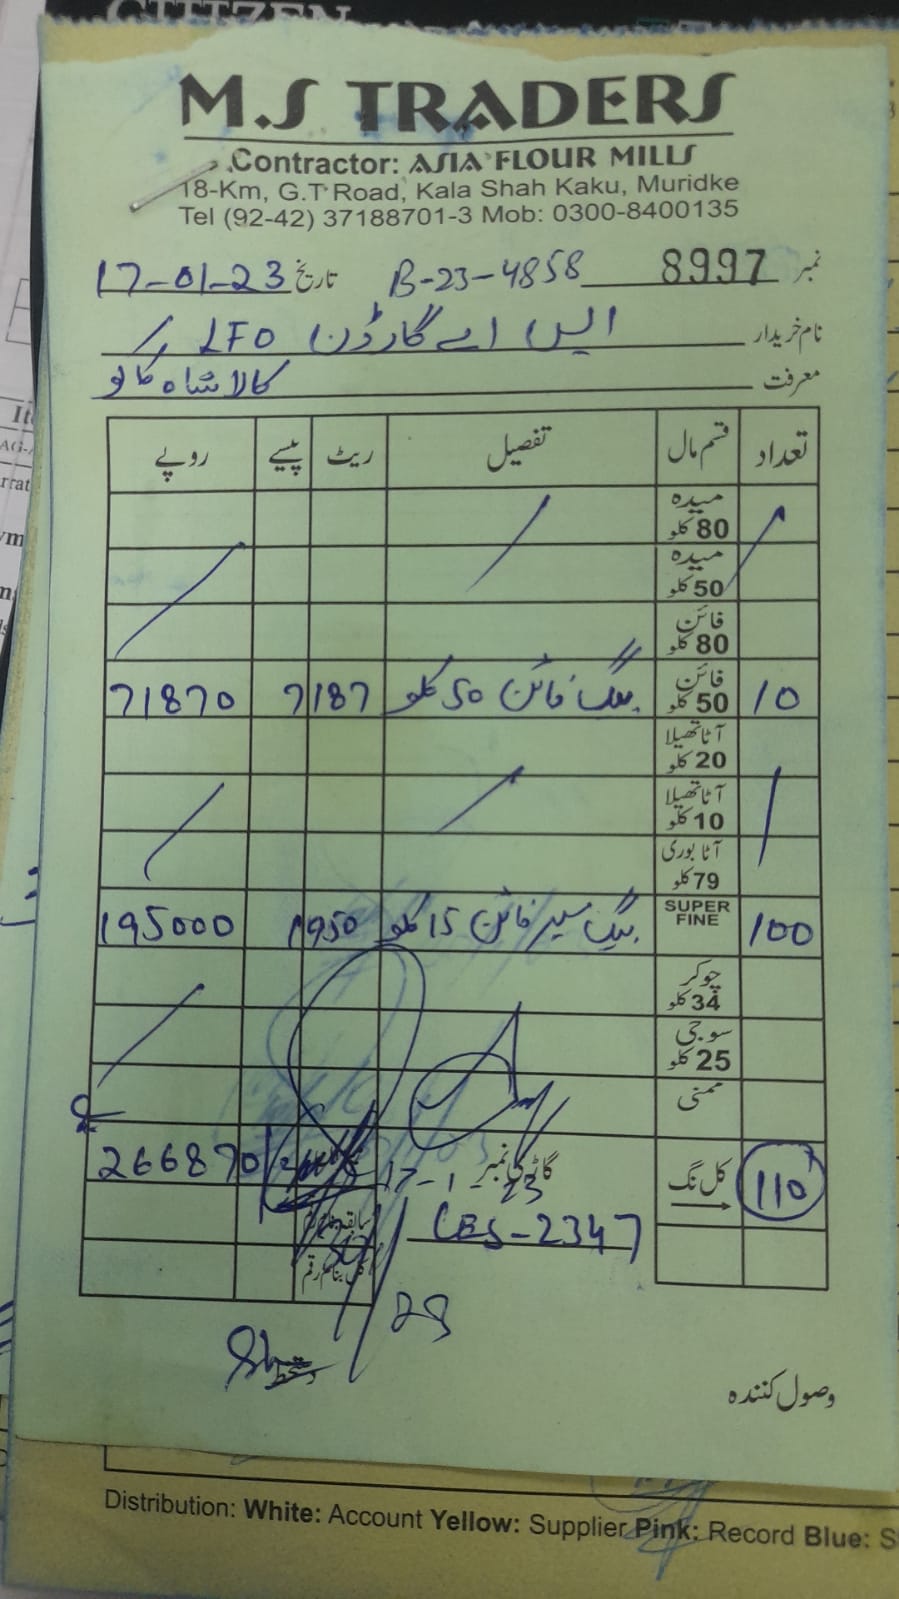 CITIZEN
M.S TRADERS
Contractor: ASIA FLOUR MILLS
18-Km, G.T Road, Kala Shah Kaku, Muridke
Tel (92-42) 37188701-3 Mob: 0300-8400135
نمبر 8997 B-23-4858 تاریخ 17-01-23
نام خریدار ایس اے گارڈن LFO
معرفت کالا شاہ کاکو
تعداد قسم مال تفصیل ریٹ پیسے روپے
میدہ 80 کلو
میدہ 50 کلو
فائن 80 کلو
10 فائن 50 کلو بیگ فائن 50 کلو 7187 71870
آٹا تھیلا 20 کلو
آٹا تھیلا 10 کلو
آٹا بوری 79 کلو
100 SUPER FINE بیگ سپر فائن 15 کلو 1950 195000
چوکر 34 کلو
سوجی 25 کلو
ممنی
110 کل نگ گاڑی نمبر 266870
17-1-23
LES-2347
سابقہ
کل بنام رقم
دستخط
وصول کنندہ
Distribution: White: Account Yellow: Supplier Pink: Record Blue: